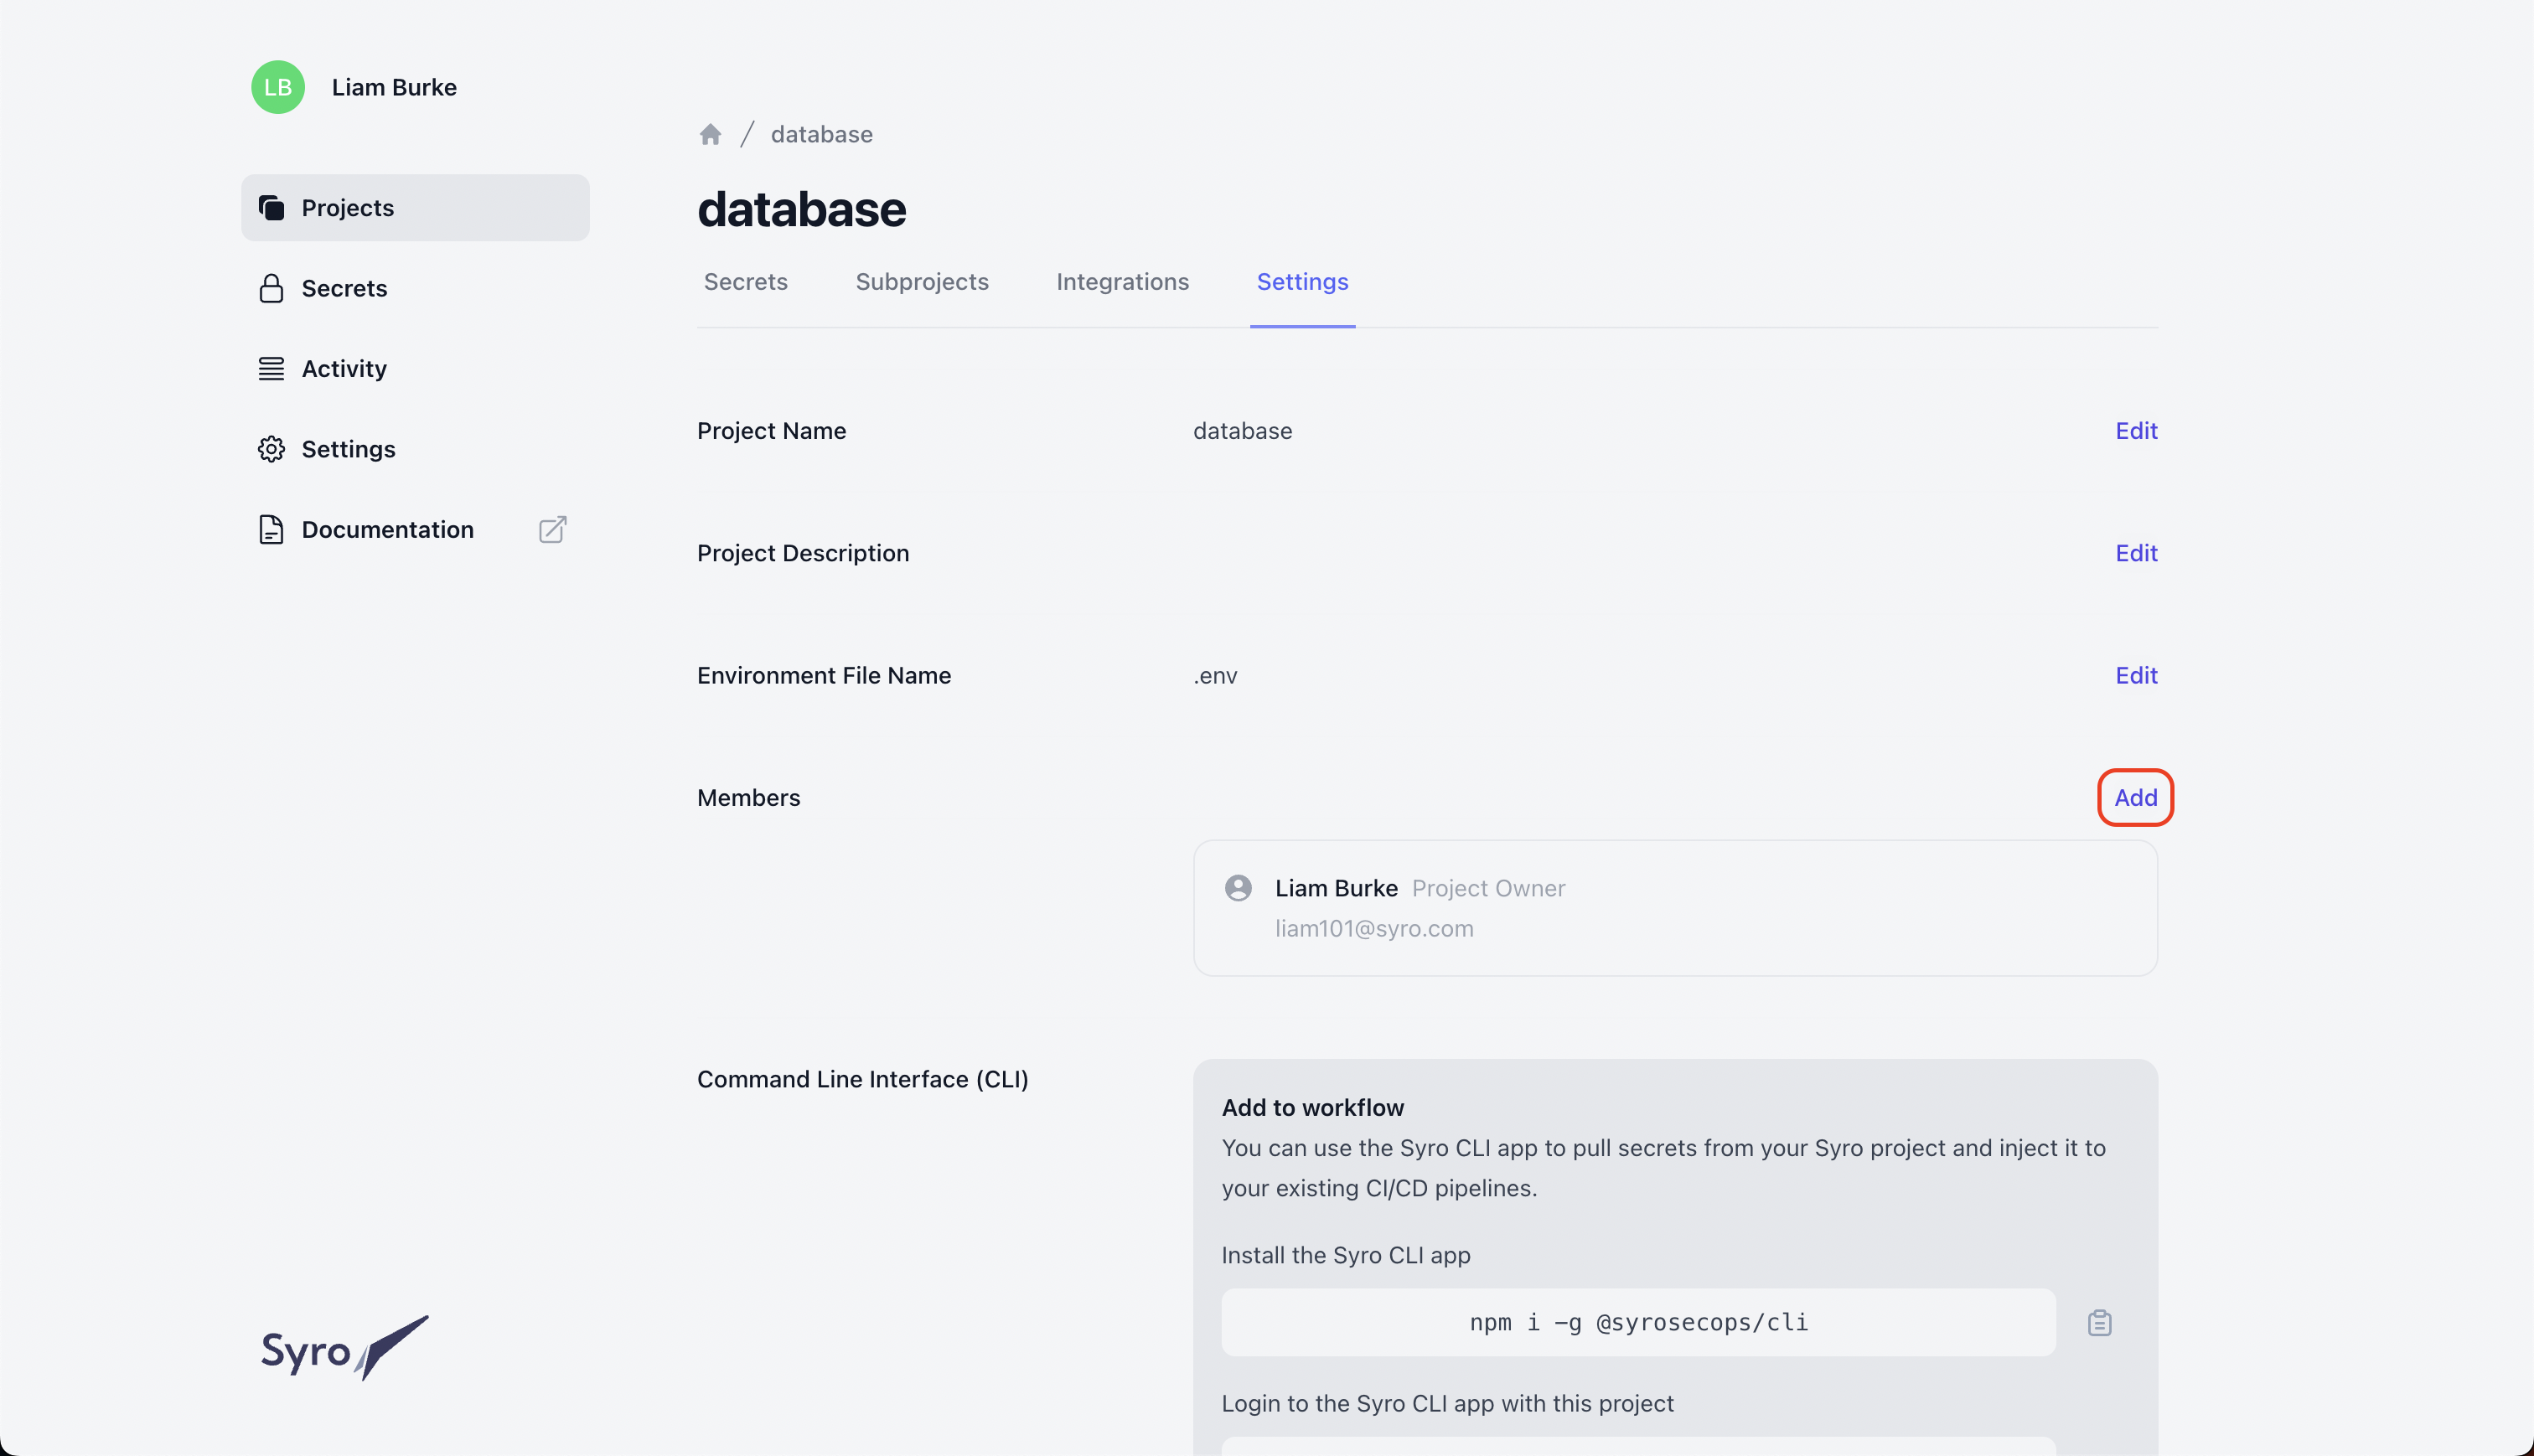 LB
Liam Burke
Projects
Secrets
Activity
Settings
Documentation
Syro
/ database
database
Secrets Subprojects Integrations Settings
Project Name database Edit
Project Description Edit
Environment File Name .env Edit
Members Add
Liam Burke Project Owner
liam101@syro.com
Command Line Interface (CLI)
Add to workflow
You can use the Syro CLI app to pull secrets from your Syro project and inject it to
your existing CI/CD pipelines.
Install the Syro CLI app
npm i -g @syrosecops/cli
Login to the Syro CLI app with this project